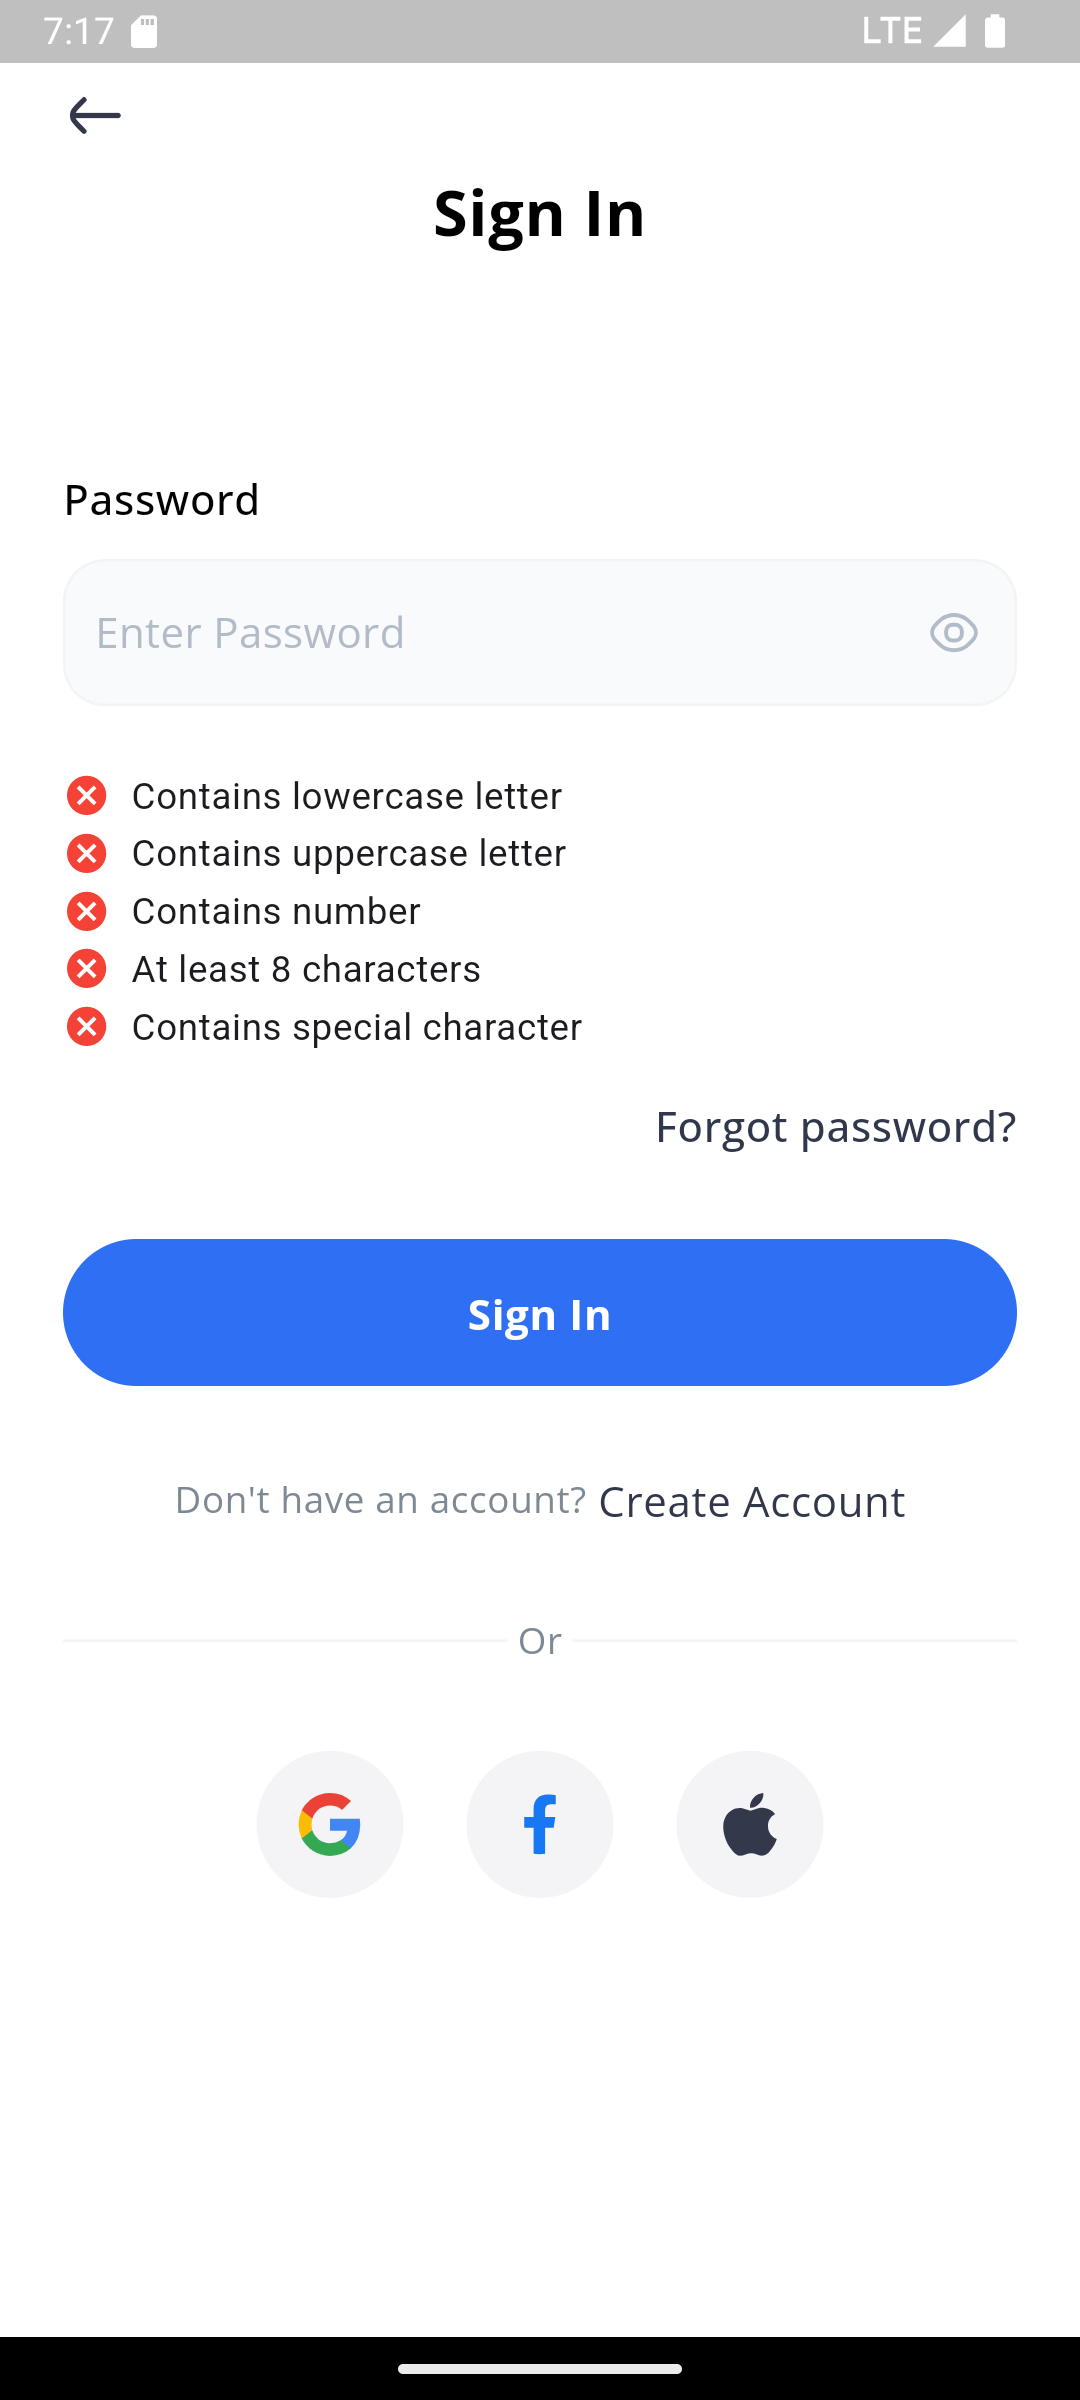 7:17 LTE
Sign In
Password
Enter Password
Contains lowercase letter
Contains uppercase letter
Contains number
At least 8 characters
Contains special character
Forgot password?
Sign In
Don't have an account? Create Account
Or